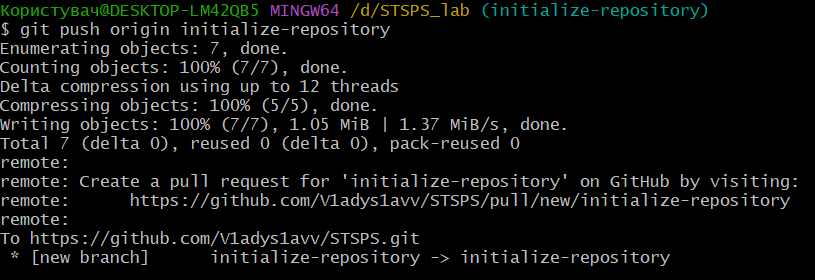 Користувач@DESKTOP-LM42QB5 MINGW64 /d/STSPS_lab (initialize-repository)
$ git push origin initialize-repository
Enumerating objects: 7, done.
Counting objects: 100% (7/7), done.
Delta compression using up to 12 threads
Compressing objects: 100% (5/5), done.
Writing objects: 100% (7/7), 1.05 MiB | 1.37 MiB/s, done.
Total 7 (delta 0), reused 0 (delta 0), pack-reused 0
remote:
remote: Create a pull request for 'initialize-repository' on GitHub by visiting:
remote:      https://github.com/V1adys1avv/STSPS/pull/new/initialize-repository
remote:
To https://github.com/V1adys1avv/STSPS.git
 * [new branch]      initialize-repository -> initialize-repository